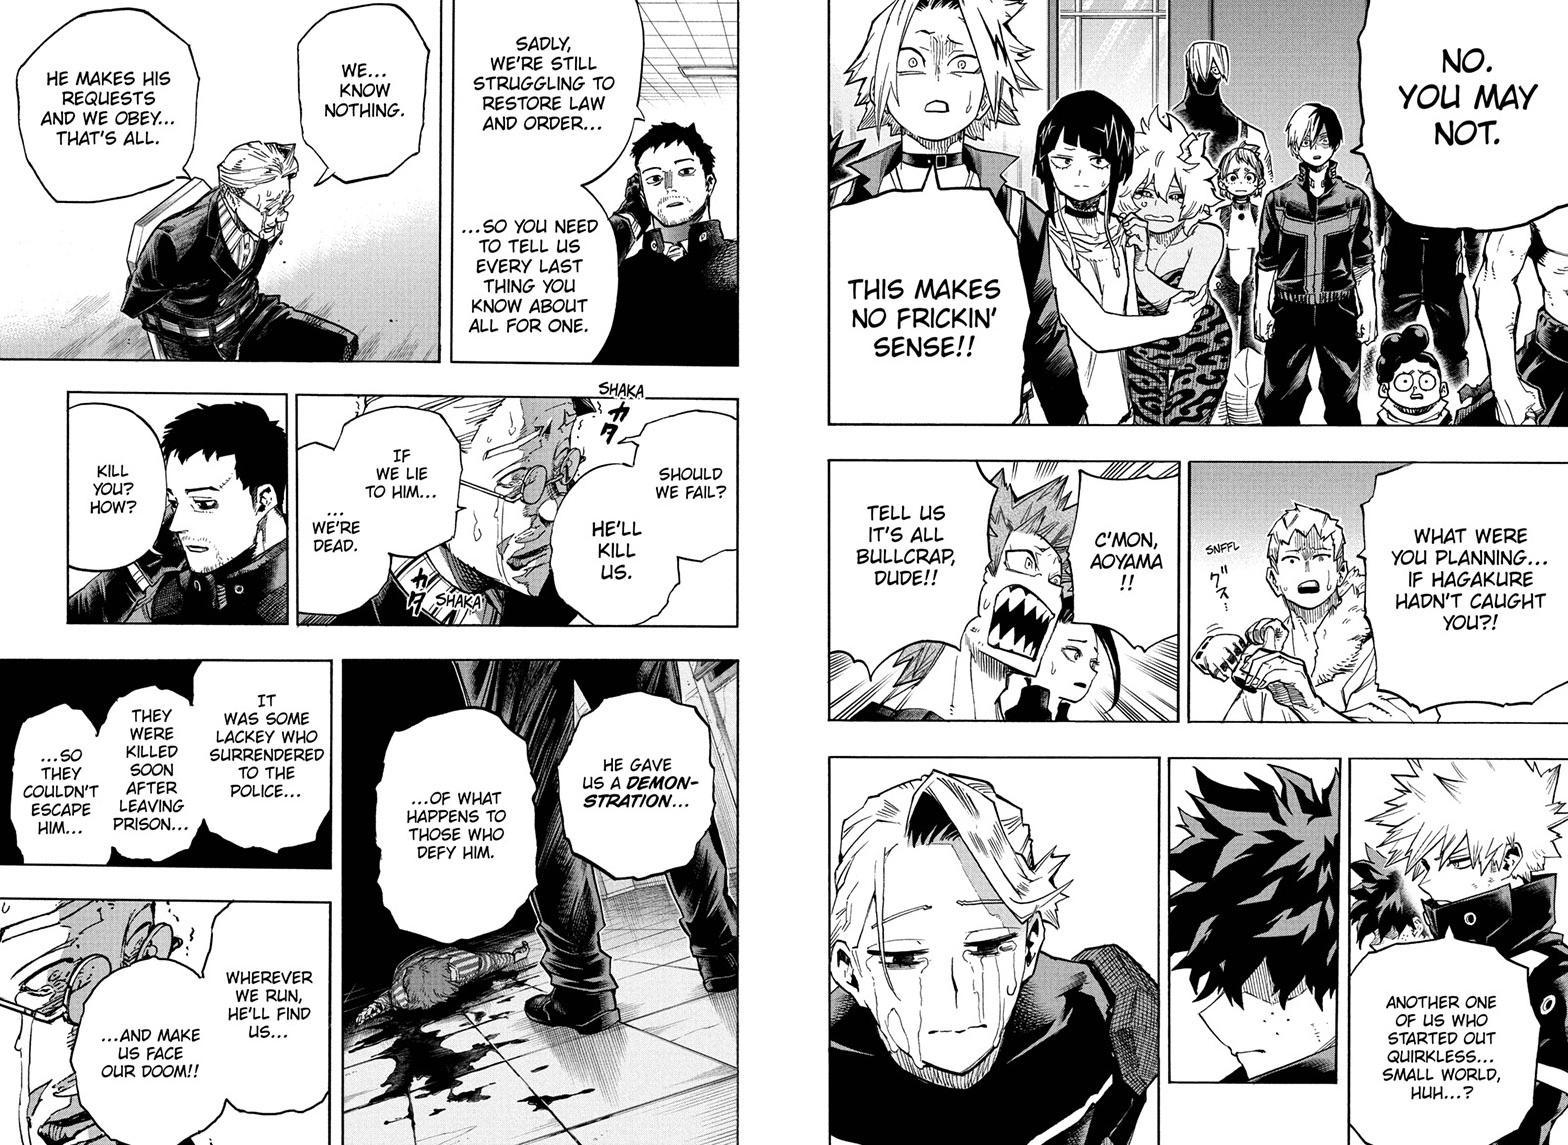 NO.
YOU MAY
NOT.
THIS MAKES
NO FRICKIN'
SENSE!!
WHAT WERE
YOU PLANNING...
IF HAGAKURE
HADN'T CAUGHT
YOU?!
SNFFL
グス…
C'MON,
AOYAMA
!!
TELL US
IT'S ALL
BULLCRAP,
DUDE!!
ANOTHER ONE
OF US WHO
STARTED OUT
QUIRKLESS...
SMALL WORLD,
HUH...?
SADLY,
WE'RE STILL
STRUGGLING TO
RESTORE LAW
AND ORDER...
...SO YOU NEED
TO TELL US
EVERY LAST
THING YOU
KNOW ABOUT
ALL FOR ONE.
WE...
KNOW
NOTHING.
HE MAKES HIS
REQUESTS
AND WE OBEY...
THAT'S ALL.
SHAKA
カタ
SHOULD
WE FAIL?
HE'LL
KILL
US.
IF
WE LIE
TO HIM...
...
WE'RE
DEAD.
カタ
SHAKA
KILL
YOU?
HOW?
HE GAVE
US A DEMON-
STRATION...
...OF WHAT
HAPPENS TO
THOSE WHO
DEFY HIM.
IT
WAS SOME
LACKEY WHO
SURRENDERED
TO THE
POLICE...
THEY
WERE
KILLED
SOON
AFTER
LEAVING
PRISON...
...SO
THEY
COULDN'T
ESCAPE
HIM...
WHEREVER
WE RUN,
HE'LL FIND
US...
...AND MAKE
US FACE
OUR DOOM!!